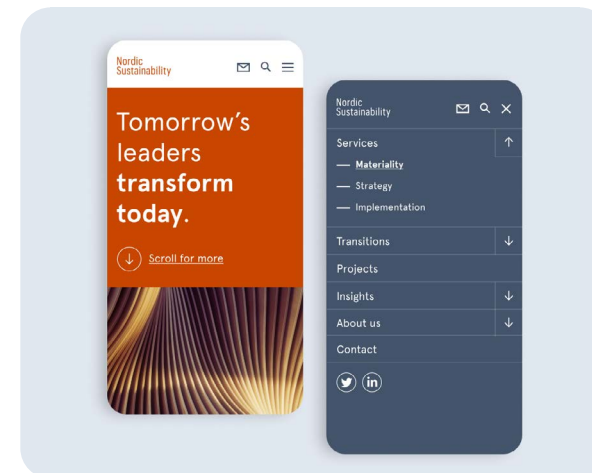 Nordic
Sustainability
Tomorrow's
leaders
transform
today.
Scroll for more
Nordic
Sustainability
Services
— Materiality
— Strategy
— Implementation
Transitions
Projects
Insights
About us
Contact
in